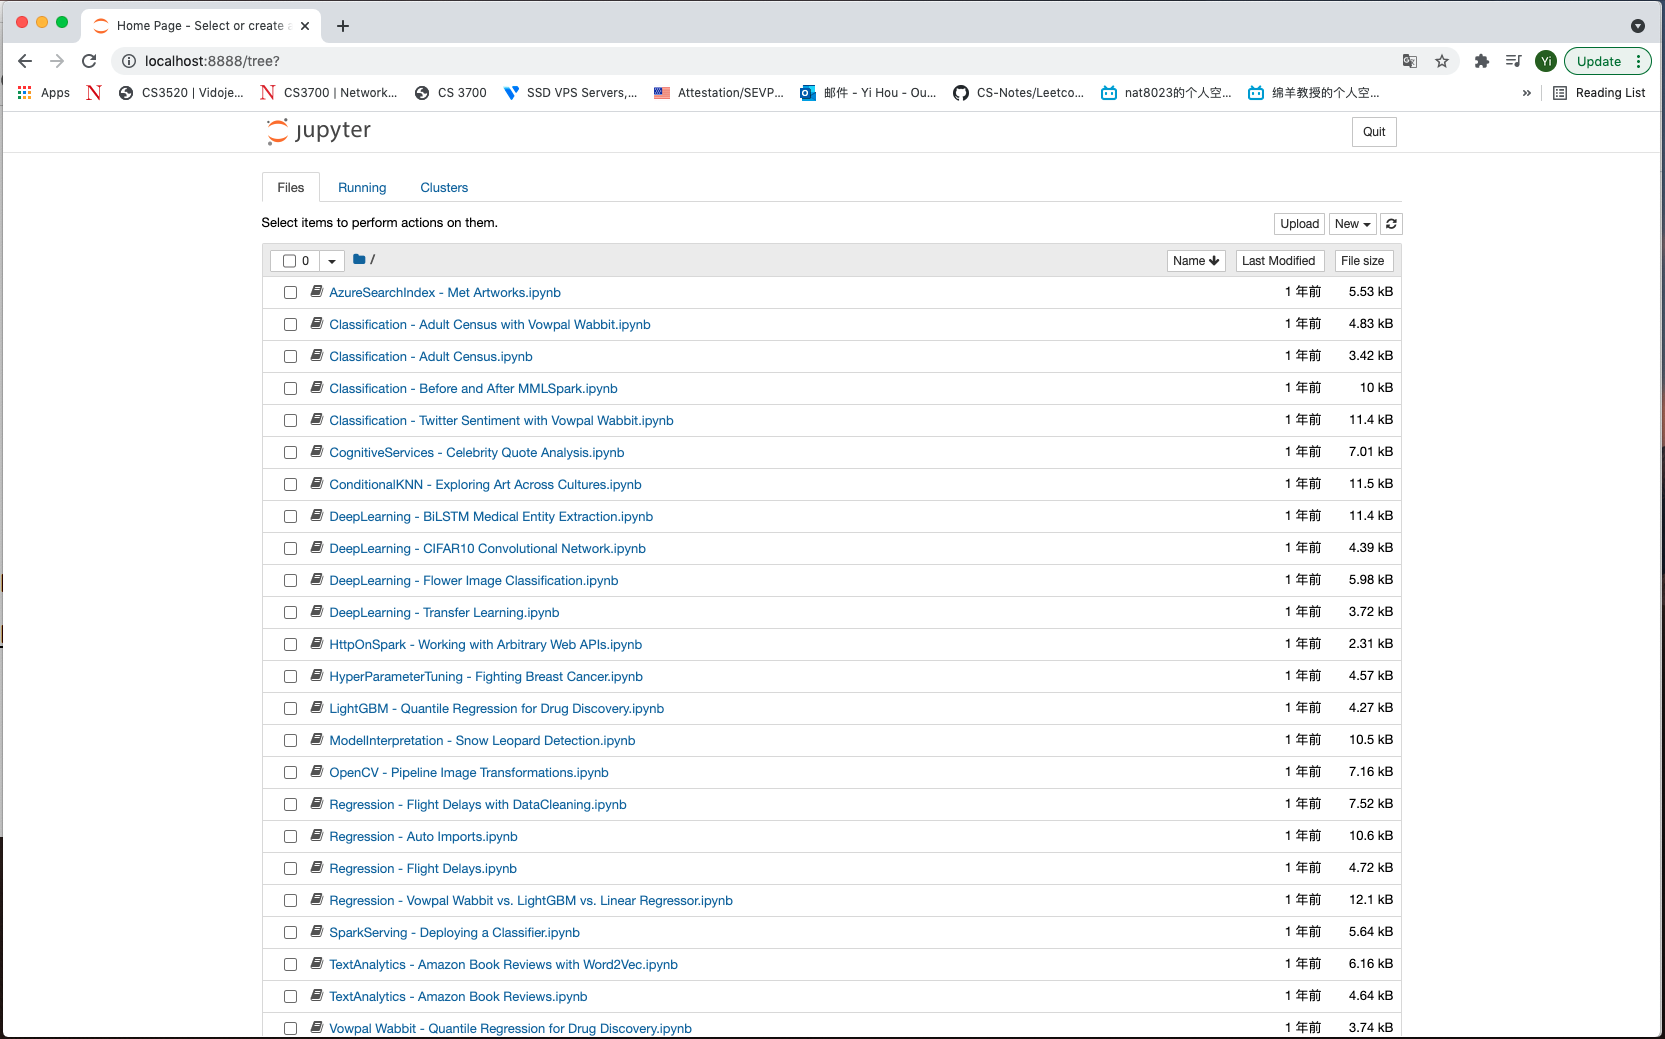 Home Page - Select or create a
localhost:8888/tree?
Yi
Update
Apps
N
CS3520 | Vidoje...
N
CS3700 | Network...
CS 3700
SSD VPS Servers,...
Attestation/SEVP...
邮件 - Yi Hou - Ou...
CS-Notes/Leetco...
nat8023的个人空...
绵羊教授的个人空...
»
Reading List
jupyter
Quit
Files
Running
Clusters
Select items to perform actions on them.
Upload
New
0
/
Name
Last Modified
File size
AzureSearchIndex - Met Artworks.ipynb 1 年前 5.53 kB
Classification - Adult Census with Vowpal Wabbit.ipynb 1 年前 4.83 kB
Classification - Adult Census.ipynb 1 年前 3.42 kB
Classification - Before and After MMLSpark.ipynb 1 年前 10 kB
Classification - Twitter Sentiment with Vowpal Wabbit.ipynb 1 年前 11.4 kB
CognitiveServices - Celebrity Quote Analysis.ipynb 1 年前 7.01 kB
ConditionalKNN - Exploring Art Across Cultures.ipynb 1 年前 11.5 kB
DeepLearning - BiLSTM Medical Entity Extraction.ipynb 1 年前 11.4 kB
DeepLearning - CIFAR10 Convolutional Network.ipynb 1 年前 4.39 kB
DeepLearning - Flower Image Classification.ipynb 1 年前 5.98 kB
DeepLearning - Transfer Learning.ipynb 1 年前 3.72 kB
HttpOnSpark - Working with Arbitrary Web APIs.ipynb 1 年前 2.31 kB
HyperParameterTuning - Fighting Breast Cancer.ipynb 1 年前 4.57 kB
LightGBM - Quantile Regression for Drug Discovery.ipynb 1 年前 4.27 kB
ModelInterpretation - Snow Leopard Detection.ipynb 1 年前 10.5 kB
OpenCV - Pipeline Image Transformations.ipynb 1 年前 7.16 kB
Regression - Flight Delays with DataCleaning.ipynb 1 年前 7.52 kB
Regression - Auto Imports.ipynb 1 年前 10.6 kB
Regression - Flight Delays.ipynb 1 年前 4.72 kB
Regression - Vowpal Wabbit vs. LightGBM vs. Linear Regressor.ipynb 1 年前 12.1 kB
SparkServing - Deploying a Classifier.ipynb 1 年前 5.64 kB
TextAnalytics - Amazon Book Reviews with Word2Vec.ipynb 1 年前 6.16 kB
TextAnalytics - Amazon Book Reviews.ipynb 1 年前 4.64 kB
Vowpal Wabbit - Quantile Regression for Drug Discovery.ipynb 1 年前 3.74 kB